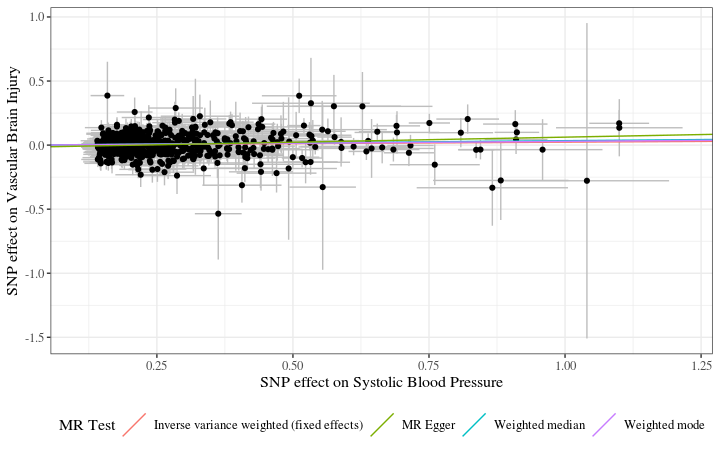 1.0
0.5
0.0
-0.5
-1.0
-1.5
SNP effect on Vascular Brain Injury
0.25 0.50 0.75 1.00 1.25
SNP effect on Systolic Blood Pressure
MR Test Inverse variance weighted (fixed effects) MR Egger Weighted median Weighted mode